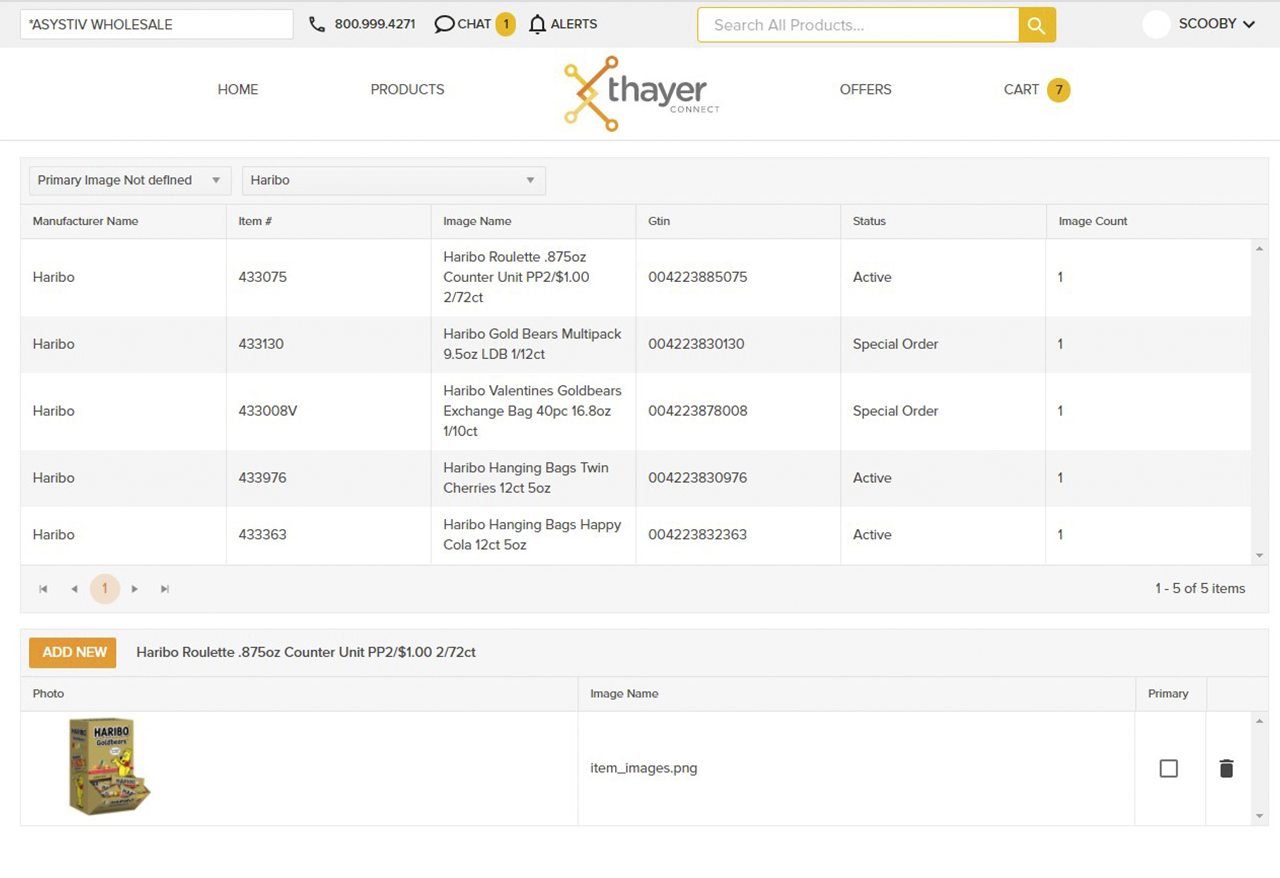 *ASYSTIV WHOLESALE
800.999.4271
CHAT 1
ALERTS
Search All Products...
SCOOBY
HOME
PRODUCTS
thayer
CONNECT
OFFERS
CART 7
Primary Image Not defined
Haribo
Manufacturer Name
Item #
Image Name
Gtin
Status
Image Count
Haribo
433075
Haribo Roulette .875oz
Counter Unit PP2/$1.00
2/72ct
004223885075
Active
1
Haribo
433130
Haribo Gold Bears Multipack
9.5oz LDB 1/12ct
004223830130
Special Order
1
Haribo
433008V
Haribo Valentines Goldbears
Exchange Bag 40pc 16.8oz
1/10ct
004223878008
Special Order
1
Haribo
433976
Haribo Hanging Bags Twin
Cherries 12ct 5oz
004223830976
Active
1
Haribo
433363
Haribo Hanging Bags Happy
Cola 12ct 5oz
004223832363
Active
1
1
1 - 5 of 5 items
ADD NEW
Haribo Roulette .875oz Counter Unit PP2/$1.00 2/72ct
Photo
Image Name
Primary
HARIBO
Goldbears
item_images.png